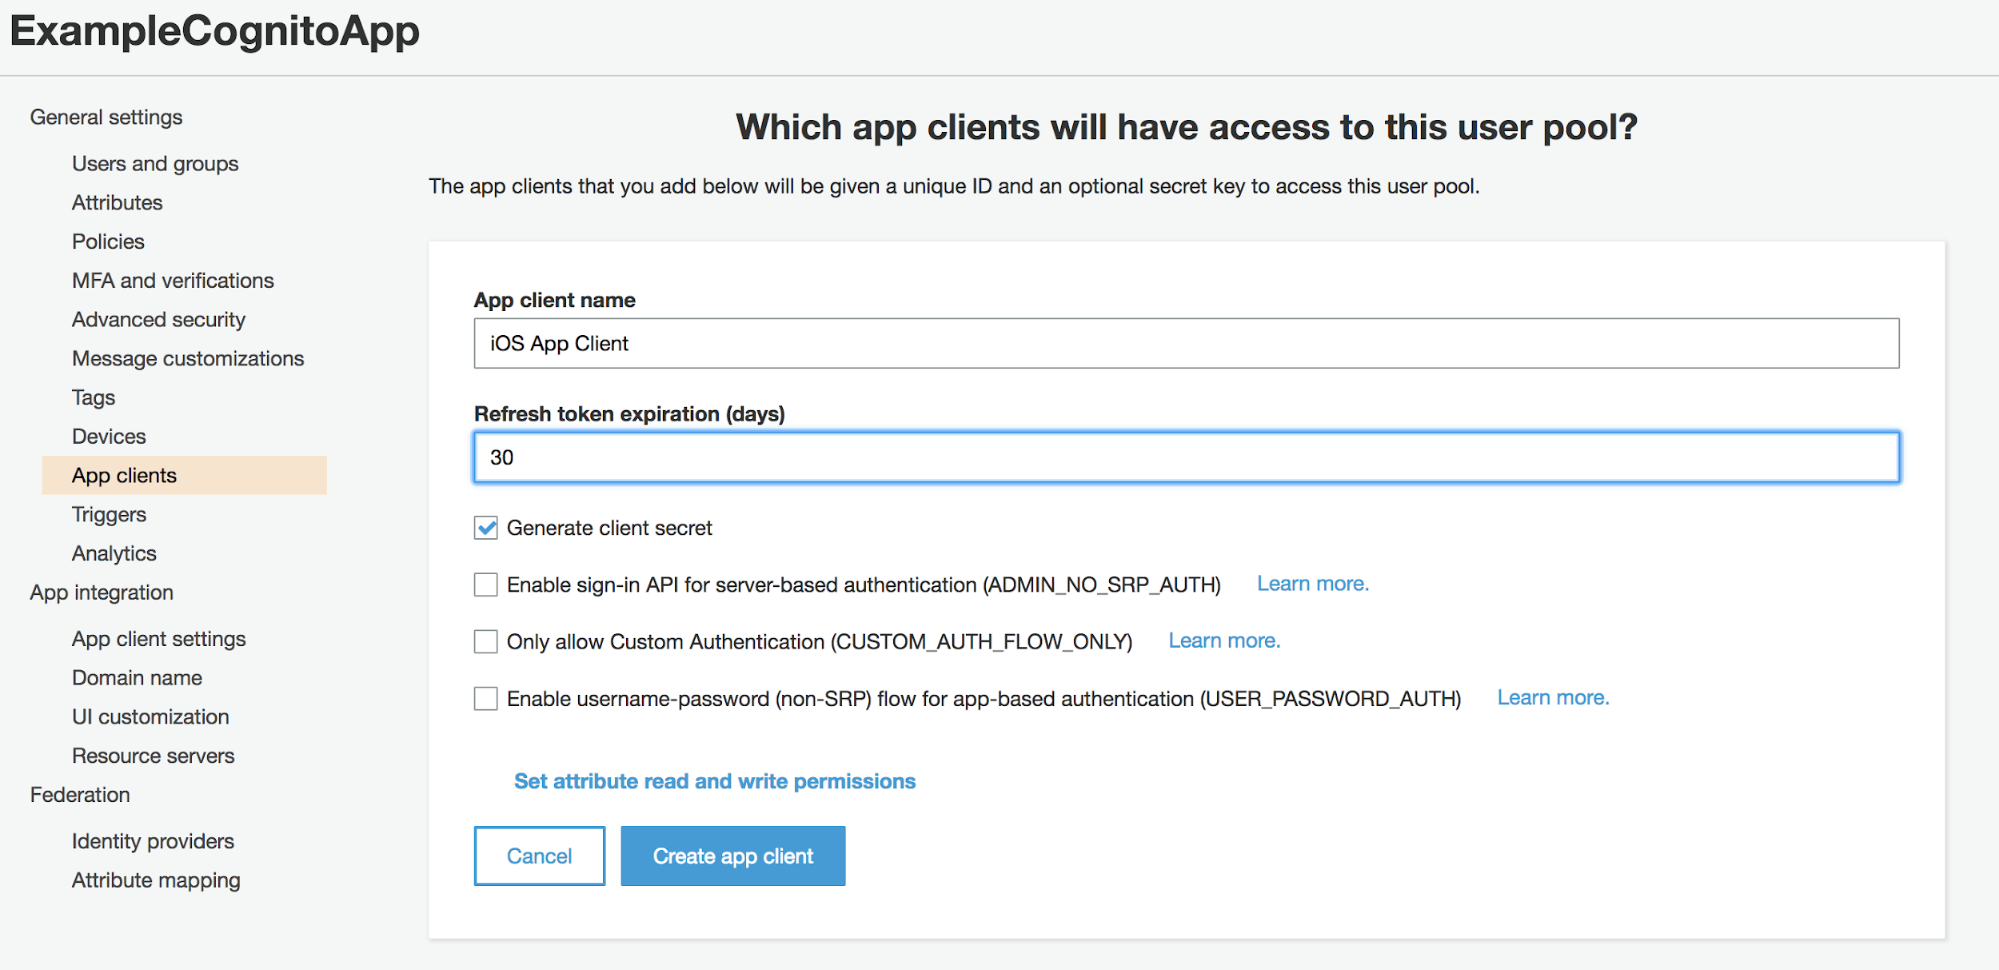 ExampleCognitoApp
General settings
Users and groups
Attributes
Policies
MFA and verifications
Advanced security
Message customizations
Tags
Devices
App clients
Triggers
Analytics
App integration
App client settings
Domain name
UI customization
Resource servers
Federation
Identity providers
Attribute mapping
Which app clients will have access to this user pool?
The app clients that you add below will be given a unique ID and an optional secret key to access this user pool.
App client name
iOS App Client
Refresh token expiration (days)
30
Generate client secret
Enable sign-in API for server-based authentication (ADMIN_NO_SRP_AUTH) Learn more.
Only allow Custom Authentication (CUSTOM_AUTH_FLOW_ONLY) Learn more.
Enable username-password (non-SRP) flow for app-based authentication (USER_PASSWORD_AUTH) Learn more.
Set attribute read and write permissions
Cancel Create app client